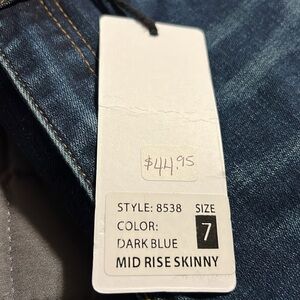 $44.95
STYLE: 8538 SIZE
COLOR: 7
DARK BLUE
MID RISE SKINNY